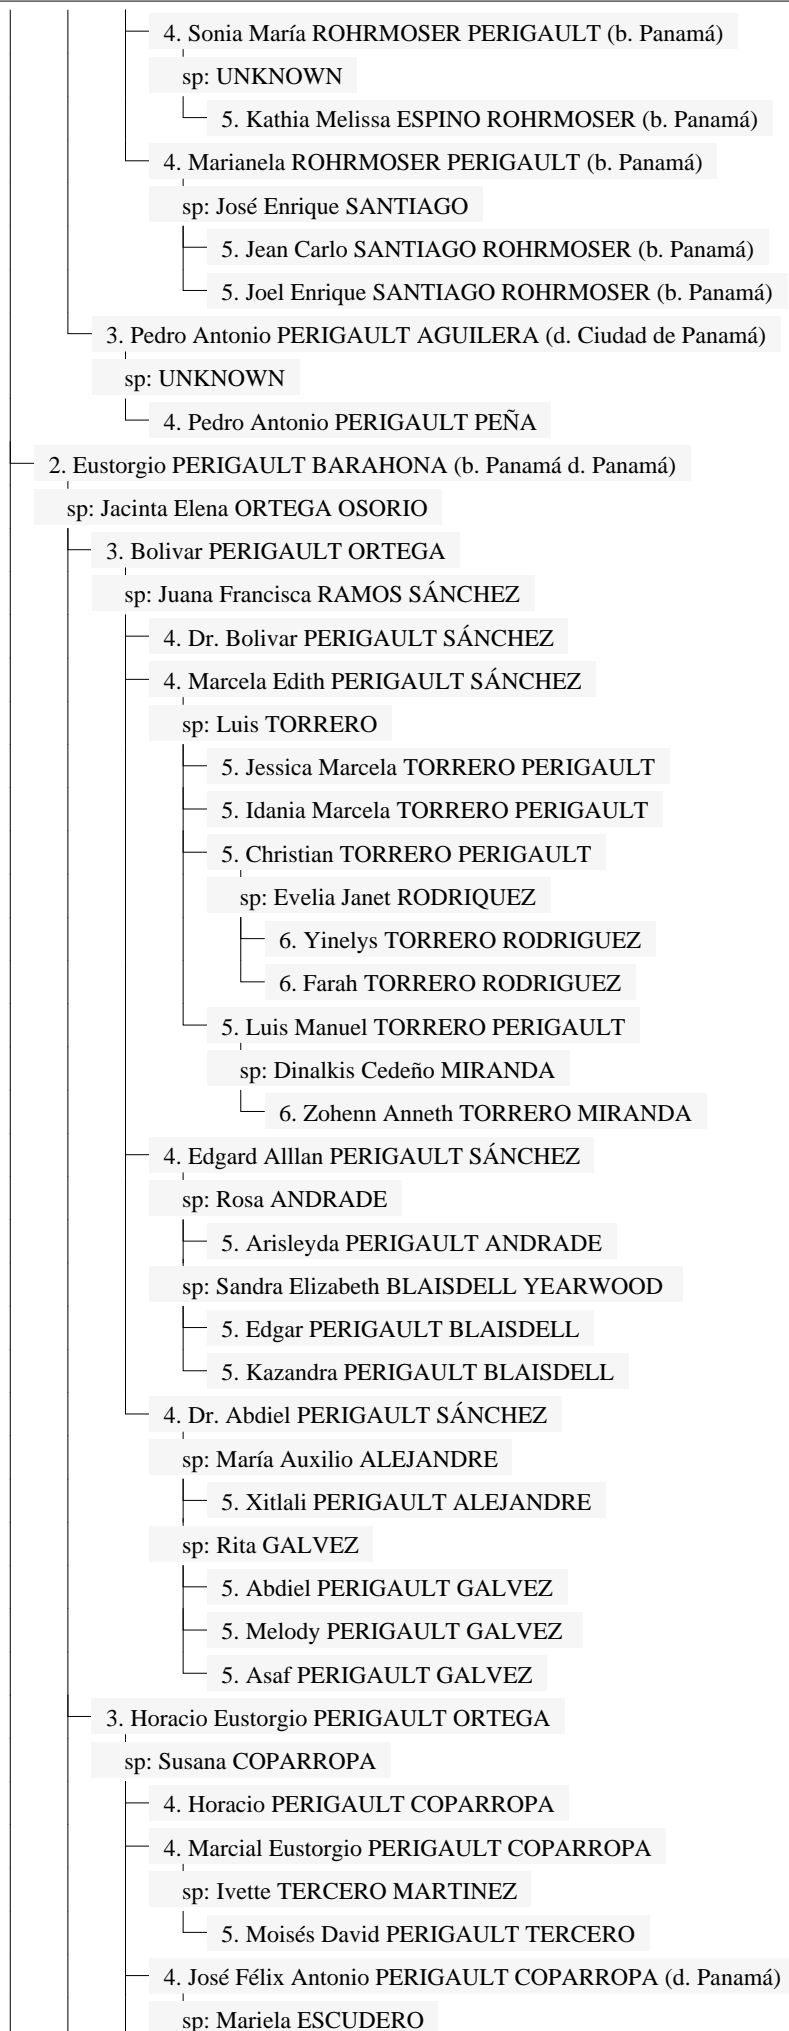 4. Sonia María ROHRMOSER PERIGAULT (b. Panamá)
sp: UNKNOWN
5. Kathia Melissa ESPINO ROHRMOSER (b. Panamá)
4. Marianela ROHRMOSER PERIGAULT (b. Panamá)
sp: José Enrique SANTIAGO
5. Jean Carlo SANTIAGO ROHRMOSER (b. Panamá)
5. Joel Enrique SANTIAGO ROHRMOSER (b. Panamá)
3. Pedro Antonio PERIGAULT AGUILERA (d. Ciudad de Panamá)
sp: UNKNOWN
4. Pedro Antonio PERIGAULT PEÑA
2. Eustorgio PERIGAULT BARAHONA (b. Panamá d. Panamá)
sp: Jacinta Elena ORTEGA OSORIO
3. Bolivar PERIGAULT ORTEGA
sp: Juana Francisca RAMOS SÁNCHEZ
4. Dr. Bolivar PERIGAULT SÁNCHEZ
4. Marcela Edith PERIGAULT SÁNCHEZ
sp: Luis TORRERO
5. Jessica Marcela TORRERO PERIGAULT
5. Idania Marcela TORRERO PERIGAULT
5. Christian TORRERO PERIGAULT
sp: Evelia Janet RODRIQUEZ
6. Yinelys TORRERO RODRIGUEZ
6. Farah TORRERO RODRIGUEZ
5. Luis Manuel TORRERO PERIGAULT
sp: Dinalkis Cedeño MIRANDA
6. Zohenn Anneth TORRERO MIRANDA
4. Edgard Alllan PERIGAULT SÁNCHEZ
sp: Rosa ANDRADE
5. Arisleyda PERIGAULT ANDRADE
sp: Sandra Elizabeth BLAISDELL YEARWOOD
5. Edgar PERIGAULT BLAISDELL
5. Kazandra PERIGAULT BLAISDELL
4. Dr. Abdiel PERIGAULT SÁNCHEZ
sp: María Auxilio ALEJANDRE
5. Xitlali PERIGAULT ALEJANDRE
sp: Rita GALVEZ
5. Abdiel PERIGAULT GALVEZ
5. Melody PERIGAULT GALVEZ
5. Asaf PERIGAULT GALVEZ
3. Horacio Eustorgio PERIGAULT ORTEGA
sp: Susana COPARROPA
4. Horacio PERIGAULT COPARROPA
4. Marcial Eustorgio PERIGAULT COPARROPA
sp: Ivette TERCERO MARTINEZ
5. Moisés David PERIGAULT TERCERO
4. José Félix Antonio PERIGAULT COPARROPA (d. Panamá)
sp: Mariela ESCUDERO